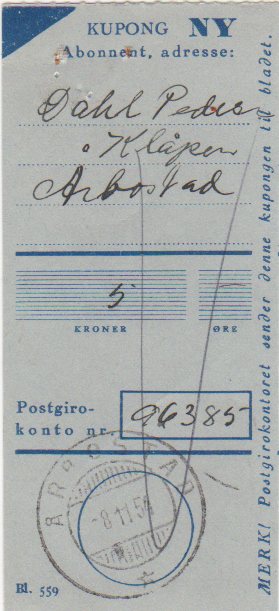 KUPONG NY
Abonnent, adresse:
Dahl Peder
Klåpen
Arbostad
5
KRONER ØRE
Postgiro-
konto nr. 96385
ARBOSTAD
-8.11.56
Bl. 559
MERK! Postgirokontoret sender denne kupongen til bladet.